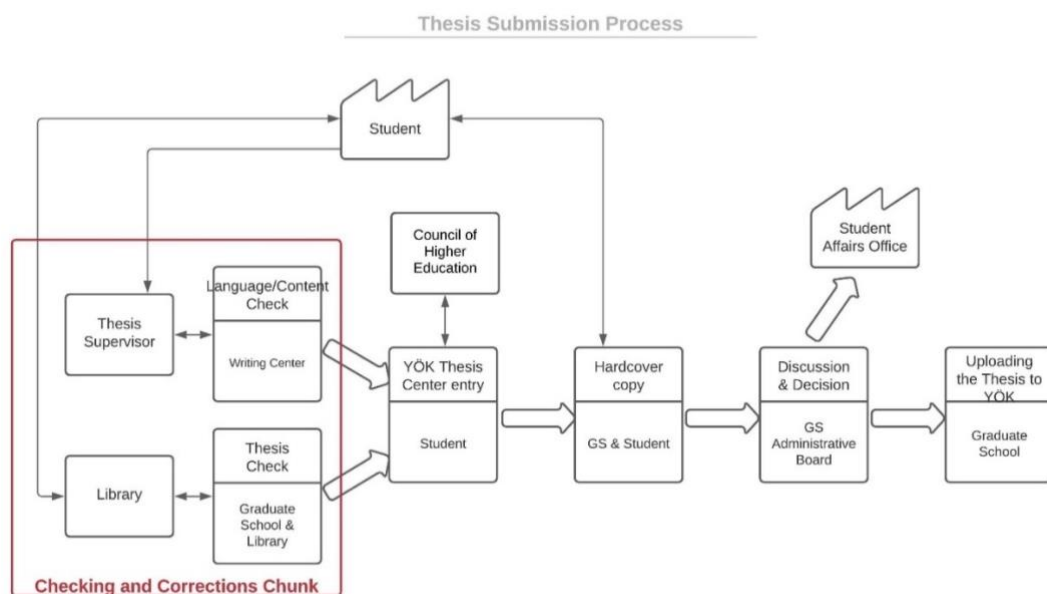 Thesis Submission Process
Student
Student
Affairs Office
Council of
Higher
Education
Language/Content
Check
Writing Center
Thesis
Supervisor
YÖK Thesis
Center entry
Student
Hardcover
copy
GS & Student
Discussion
& Decision
GS
Administrative
Board
Uploading
the Thesis to
YÖK
Graduate
School
Thesis
Check
Graduate
School &
Library
Library
Checking and Corrections Chunk